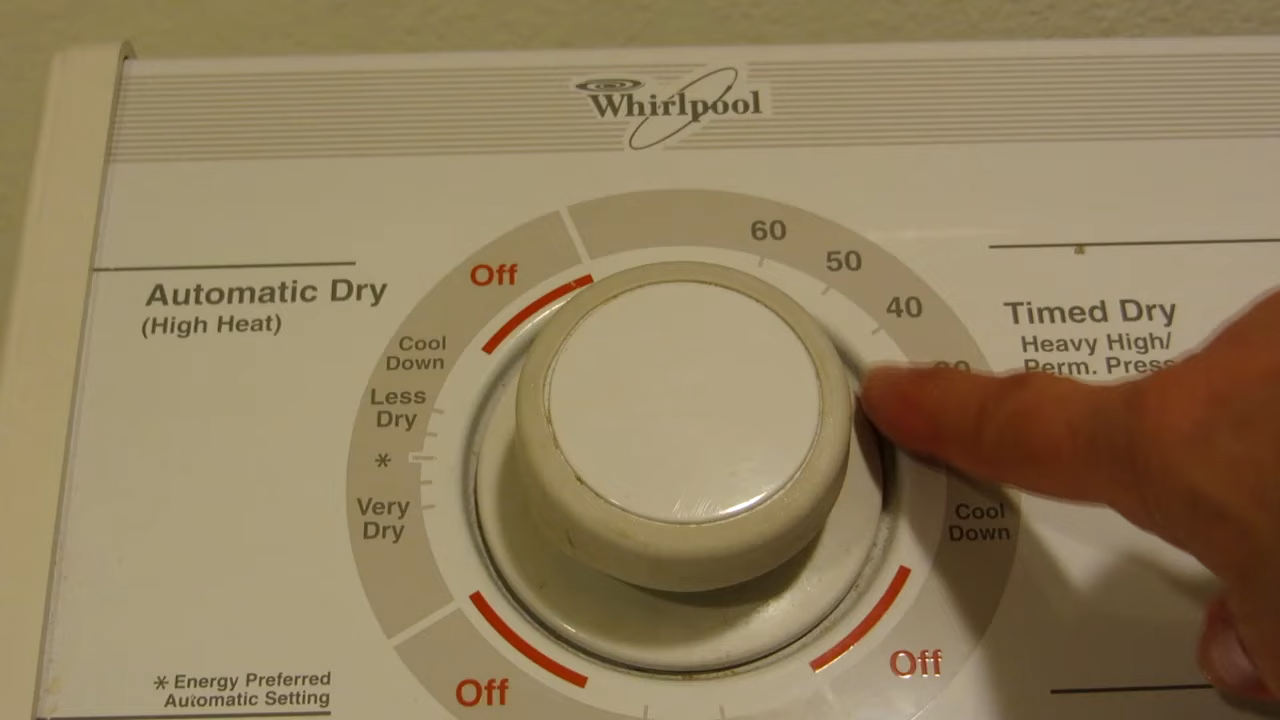 Whirlpool
60
50
40
Off
Automatic Dry
(High Heat)
Cool
Down
Less
Dry
*
Very
Dry
Timed Dry
Heavy High/
Perm. Press
Cool
Down
Off
Off
* Energy Preferred
Automatic Setting